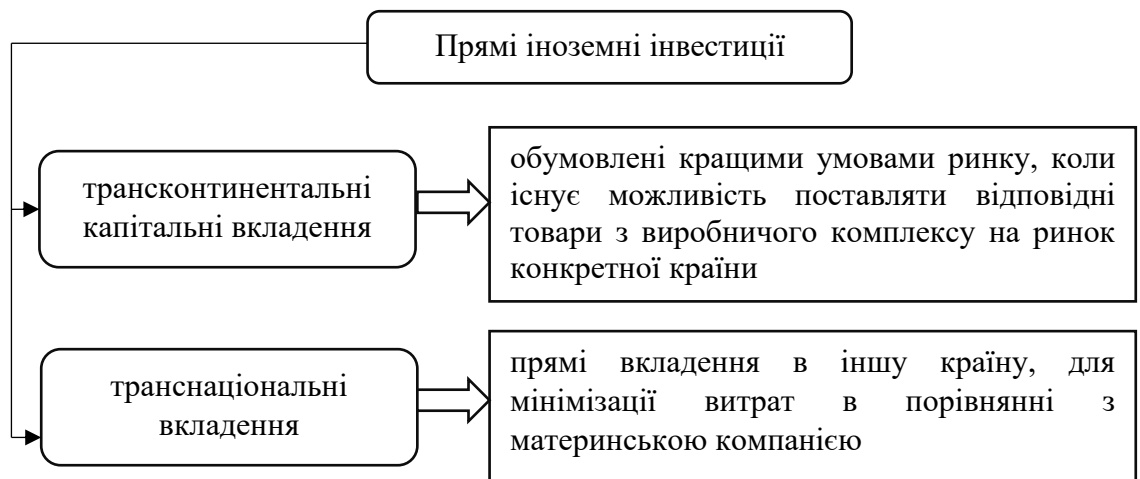 Прямі іноземні інвестиції
трансконтинентальні
капітальні вкладення
обумовлені кращими умовами ринку, коли
існує можливість поставляти відповідні
товари з виробничого комплексу на ринок
конкретної країни
транснаціональні
вкладення
прямі вкладення в іншу країну, для
мінімізації витрат в порівнянні з
материнською компанією